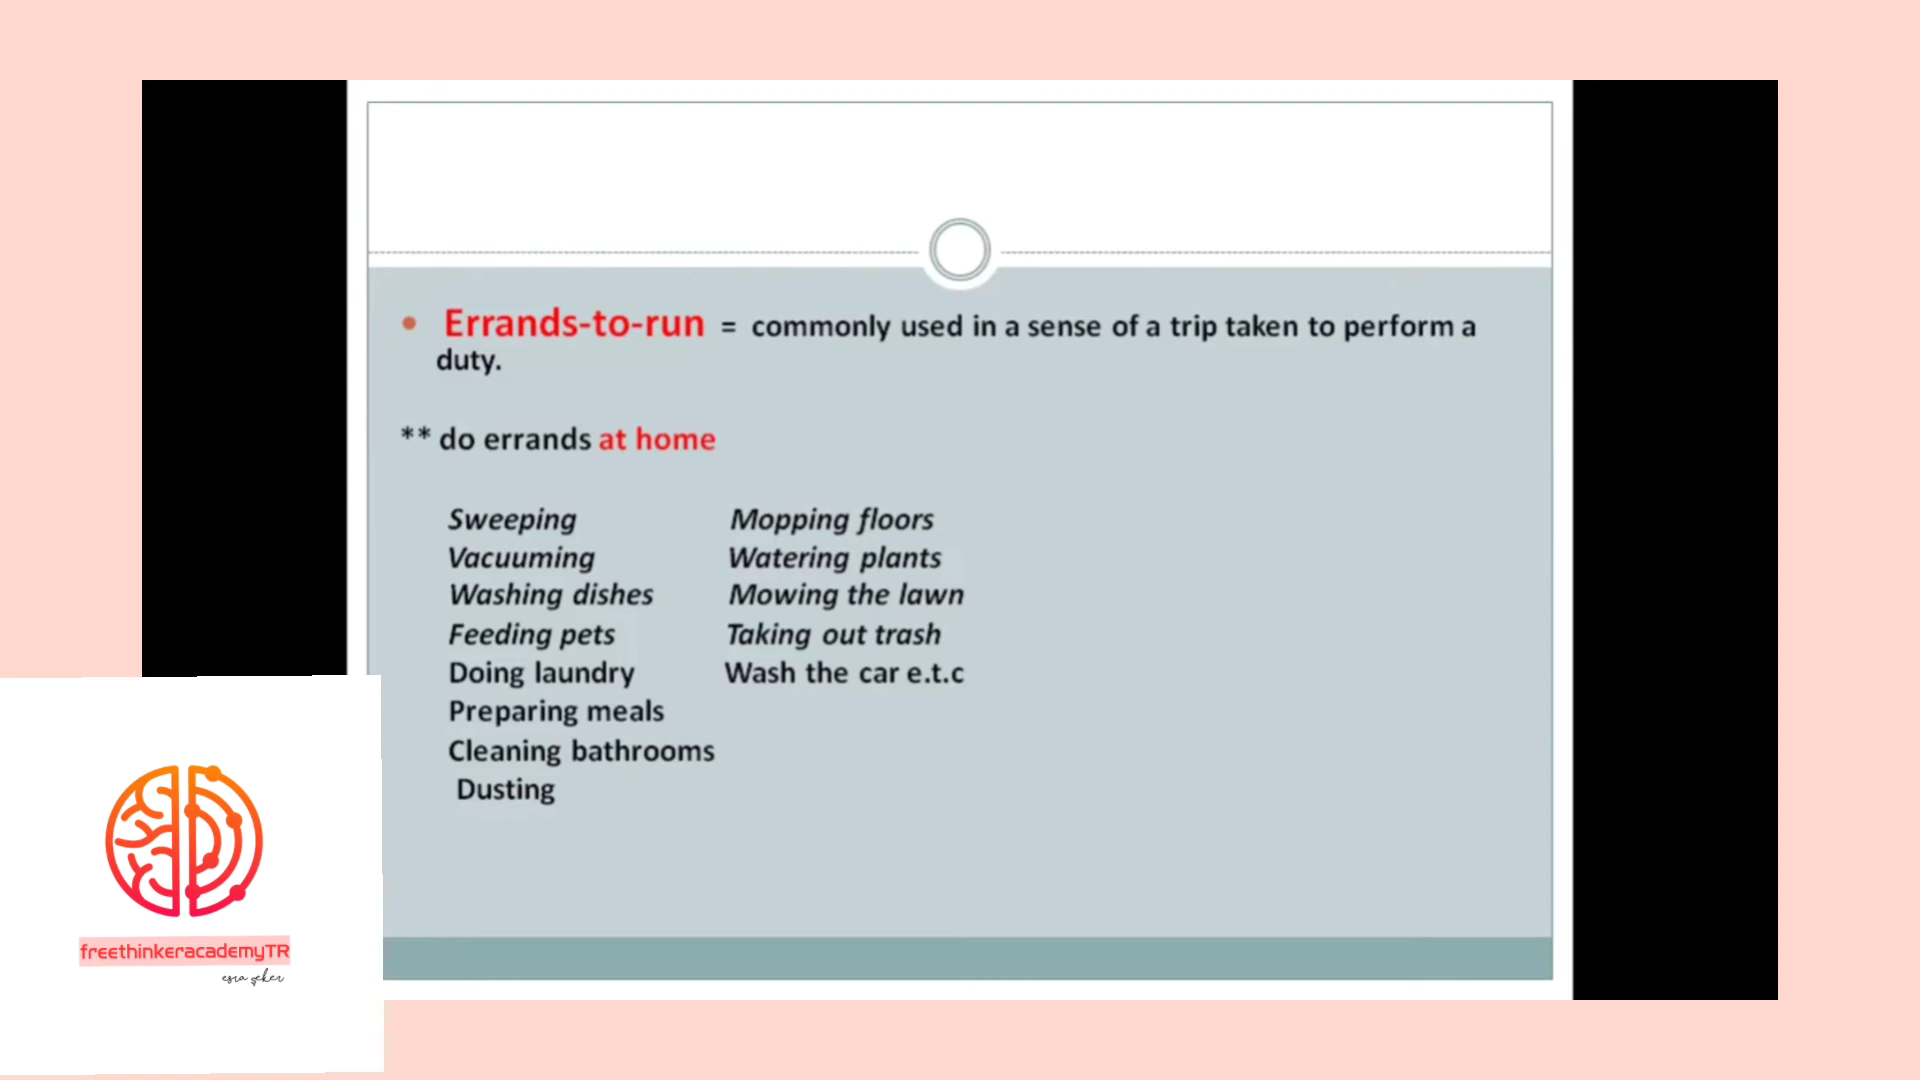 • Errands-to-run = commonly used in a sense of a trip taken to perform a
duty.
** do errands at home
Sweeping Mopping floors
Vacuuming Watering plants
Washing dishes Mowing the lawn
Feeding pets Taking out trash
Doing laundry Wash the car e.t.c
Preparing meals
Cleaning bathrooms
Dusting
freethinkeracademyTR
esra şeker